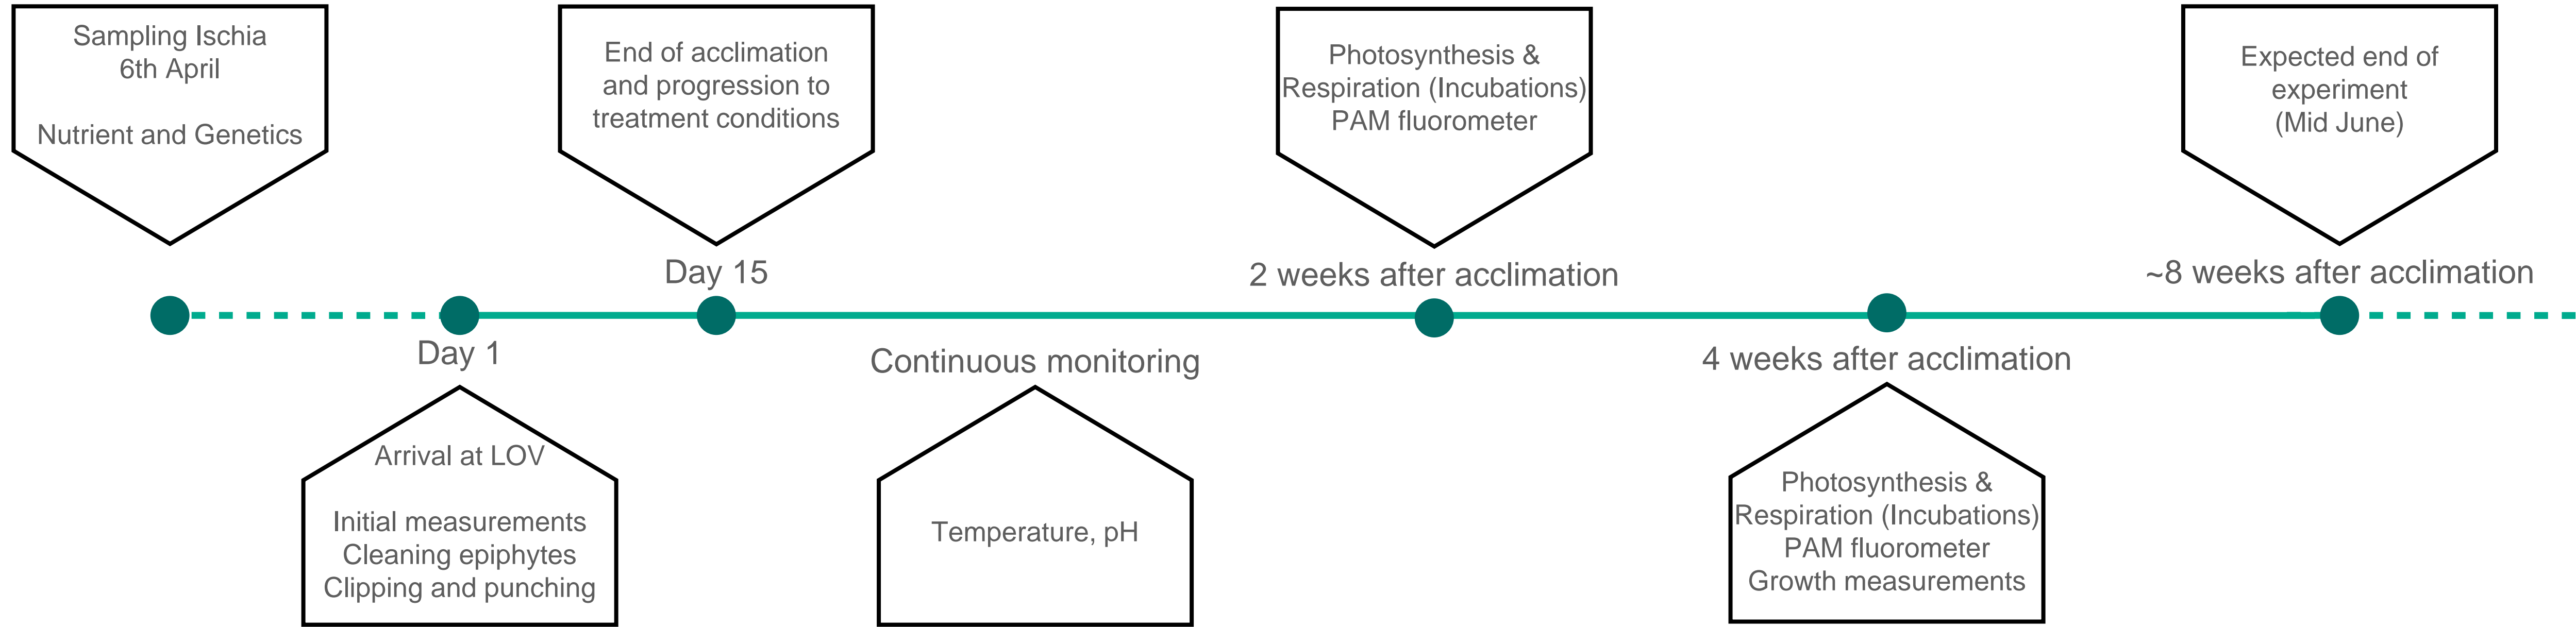 Sampling Ischia
6th April
Nutrient and Genetics
End of acclimation
and progression to
treatment conditions
Photosynthesis &
Respiration (Incubations)
PAM fluorometer
Expected end of
experiment
(Mid June)
Day 15
2 weeks after acclimation
~8 weeks after acclimation
Day 1
Continuous monitoring
4 weeks after acclimation
Arrival at LOV
Initial measurements
Cleaning epiphytes
Clipping and punching
Temperature, pH
Photosynthesis &
Respiration (Incubations)
PAM fluorometer
Growth measurements